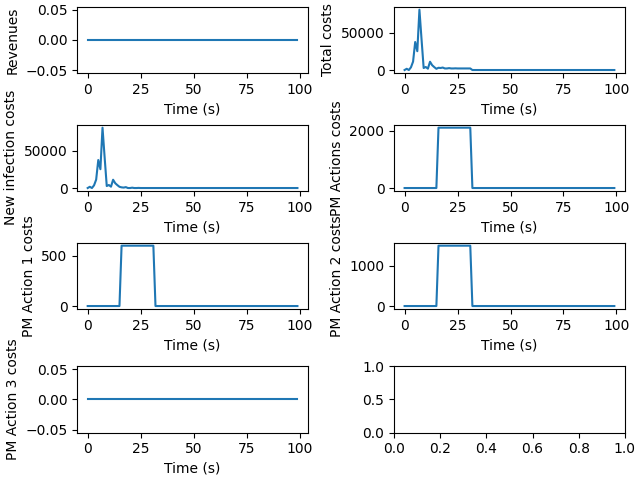 Revenues
0.05
0.00
−0.05
0 25 50 75 100
Time (s)
Total costs
50000
0
0 25 50 75 100
Time (s)
New infection costs
50000
0
0 25 50 75 100
Time (s)
PM Actions costs
2000
0
0 25 50 75 100
Time (s)
PM Action 1 costs
500
0
0 25 50 75 100
Time (s)
PM Action 2 costs
1000
0
0 25 50 75 100
Time (s)
PM Action 3 costs
0.05
0.00
−0.05
0 25 50 75 100
Time (s)
1.0
0.5
0.0
0.0 0.2 0.4 0.6 0.8 1.0